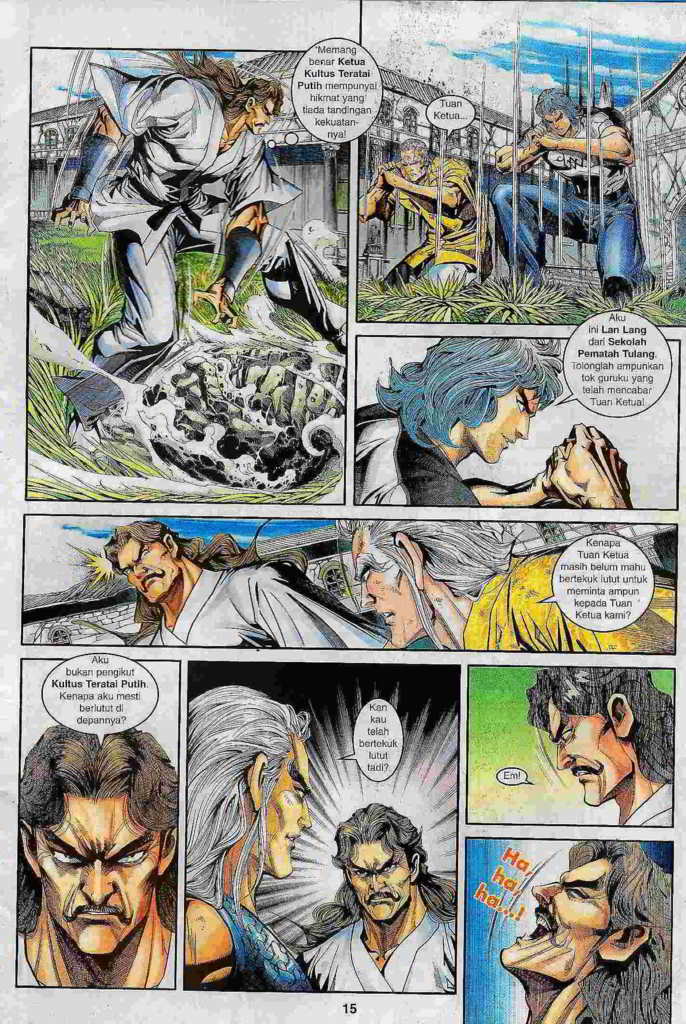 "Memang
benar Ketua
Kultus Teratai
Putih mempunyai
hikmat yang
tiada tandingan
kekuatan-
nya!
Tuan
Ketua...
Aku
ini Lan Lang
dari Sekolah
Pematah Tulang.
Tolonglah ampunkan
tok guruku yang
telah mencabar
Tuan Ketua!
Kenapa
Tuan Ketua
masih belum mahu
bertekuk lutut untuk
meminta ampun
kepada Tuan
Ketua kami?
Aku
bukan pengikut
Kultus Teratai Putih.
Kenapa aku mesti
berlutut di
depannya?
Kan
kau
telah
bertekuk
lutut
tadi?
Em!
Ha,
ha,
ha...!
15